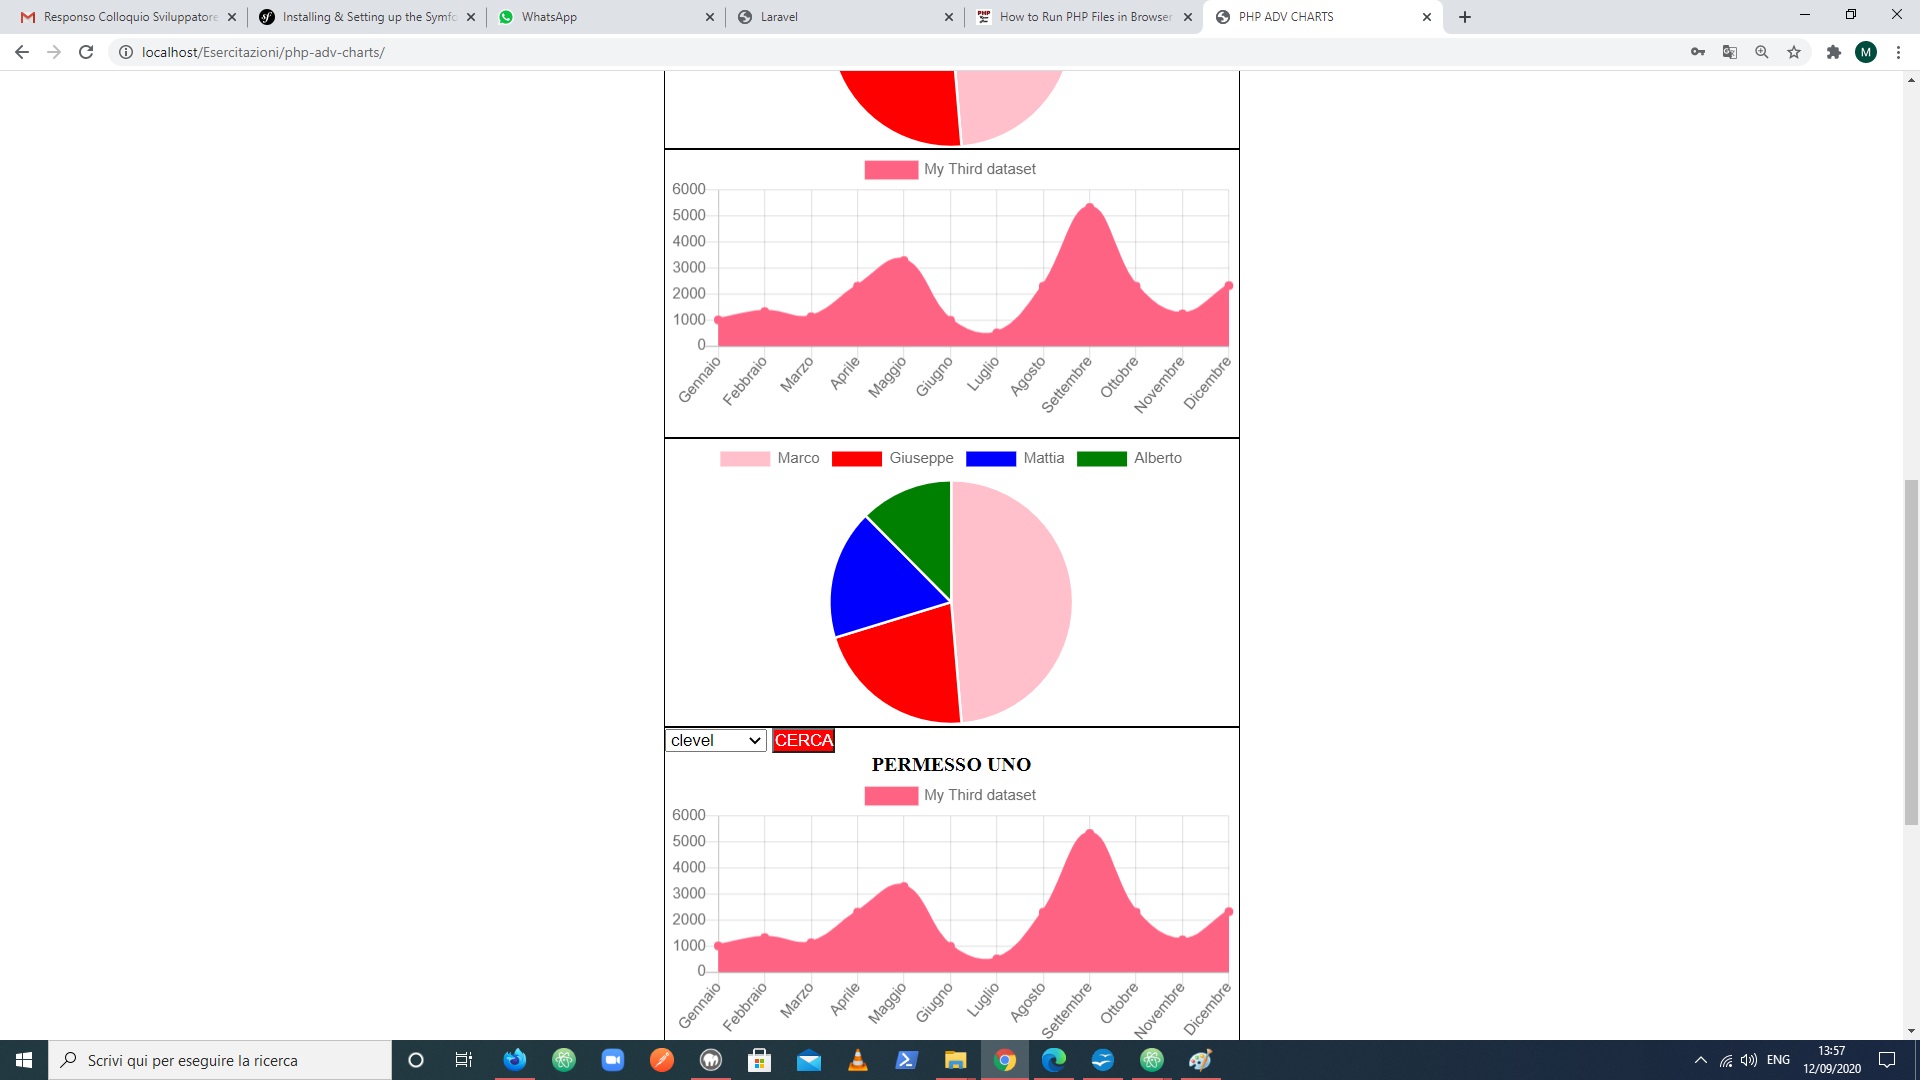 Responso Colloquio Sviluppatore
Installing & Setting up the Symfo
WhatsApp
Laravel
How to Run PHP Files in Browser
PHP ADV CHARTS
localhost/Esercitazioni/php-adv-charts/
M
My Third dataset
6000
5000
4000
3000
2000
1000
0
Gennaio Febbraio Marzo Aprile Maggio Giugno Luglio Agosto Settembre Ottobre Novembre Dicembre
Marco Giuseppe Mattia Alberto
clevel CERCA
PERMESSO UNO
My Third dataset
6000
5000
4000
3000
2000
1000
0
Gennaio Febbraio Marzo Aprile Maggio Giugno Luglio Agosto Settembre Ottobre Novembre Dicembre
Scrivi qui per eseguire la ricerca
ENG
13:57
12/09/2020